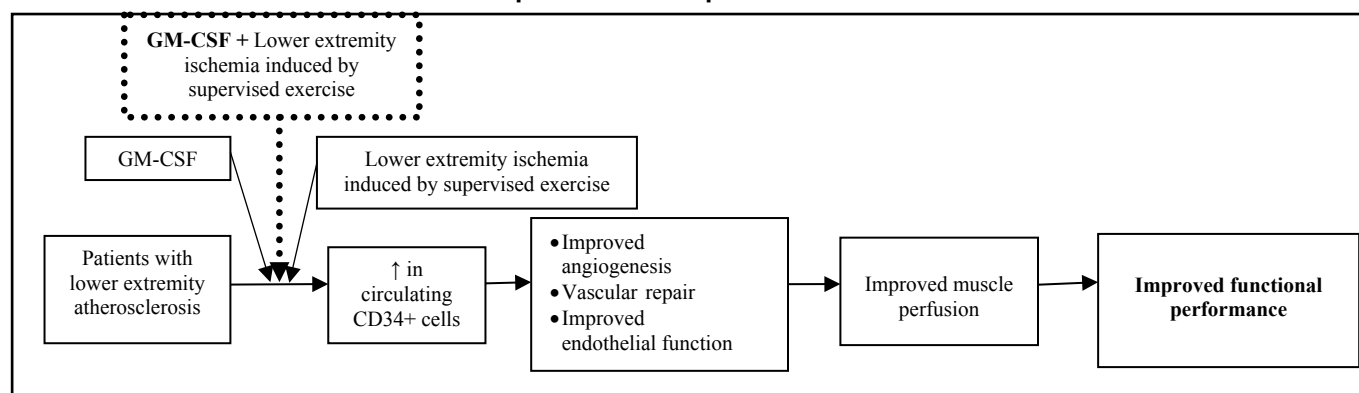 GM-CSF + Lower extremity
ischemia induced by
supervised exercise
GM-CSF
Lower extremity ischemia
induced by supervised exercise
Patients with
lower extremity
atherosclerosis
↑ in
circulating
CD34+ cells
•Improved
angiogenesis
•Vascular repair
•Improved
endothelial function
Improved muscle
perfusion
Improved functional
performance